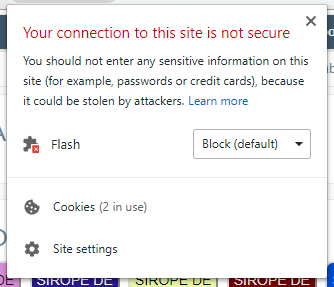 Your connection to this site is not secure
You should not enter any sensitive information on this
site (for example, passwords or credit cards), because
it could be stolen by attackers. Learn more
Flash
Block (default)
Cookies (2 in use)
Site settings
DE SIROPE DE SIROPE DE SIROPE DE